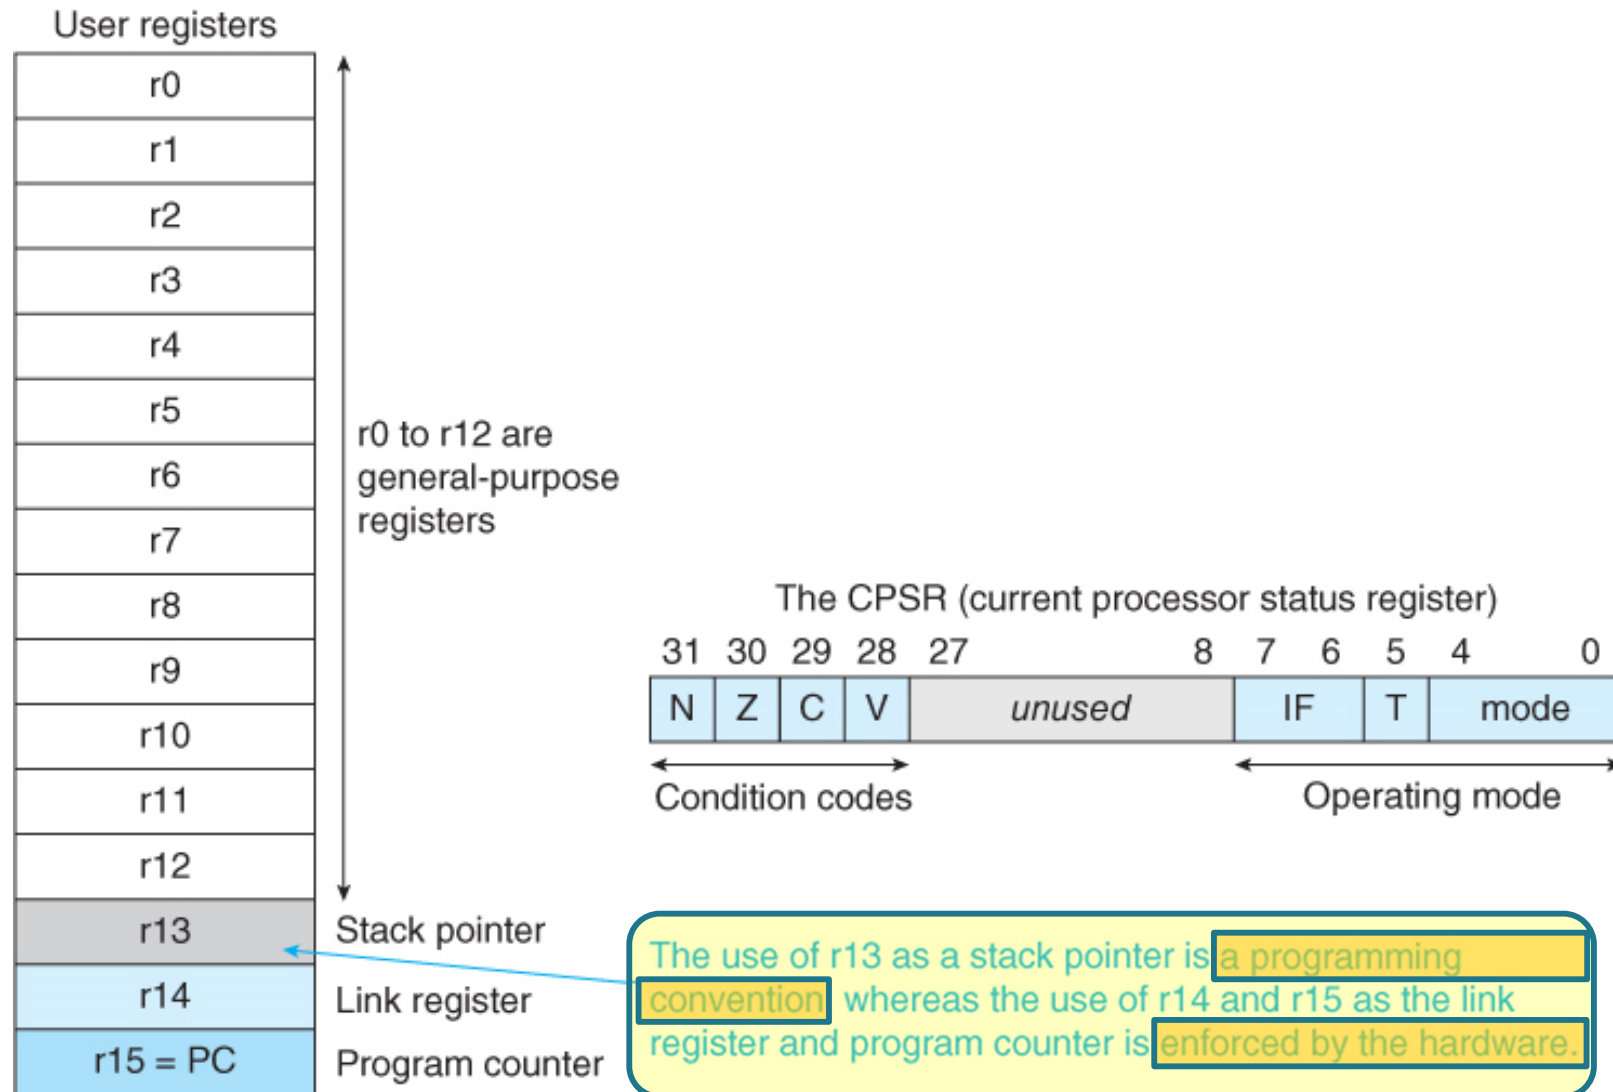 User registers
r0
r1
r2
r3
r4
r5
r6
r7
r8
r9
r10
r11
r12
r13
r14
r15 = PC
r0 to r12 are
general-purpose
registers
Stack pointer
Link register
Program counter
The CPSR (current processor status register)
31 30 29 28 27 8 7 6 5 4 0
N Z C V unused IF T mode
Condition codes Operating mode
The use of r13 as a stack pointer is a programming
convention, whereas the use of r14 and r15 as the link
register and program counter is enforced by the hardware.